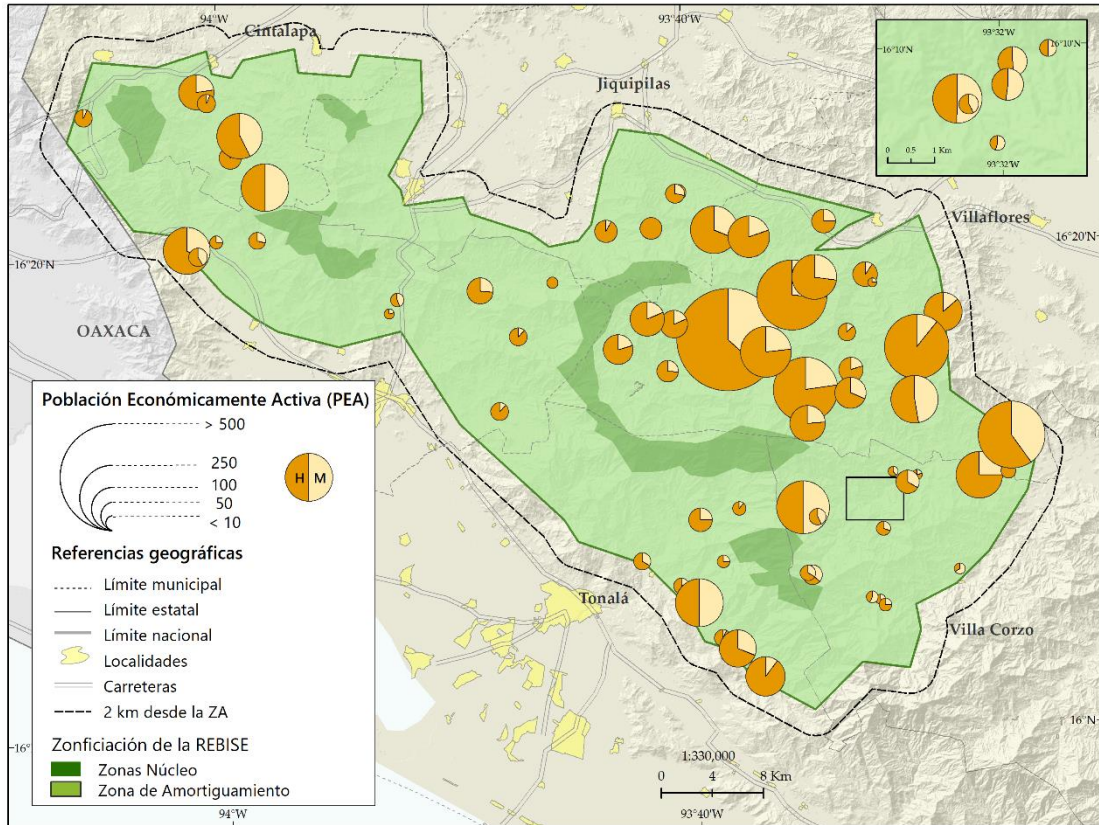 94°W
93°40'W
Cintalapa
Jiquipilas
93°32'W
16°10'N
16°10'N
0 0.5 1 Km
93°32'W
Villaflores
16°20'N
16°20'N
OAXACA
Población Económicamente Activa (PEA)
> 500
250
100
50
< 10
H M
Referencias geográficas
Límite municipal
Límite estatal
Límite nacional
Localidades
Carreteras
2 km desde la ZA
Zonficiación de la REBISE
Zonas Núcleo
Zona de Amortiguamiento
Tonalá
Villa Corzo
16°N
16°
1:330,000
0 4 8 Km
94°W
93°40'W